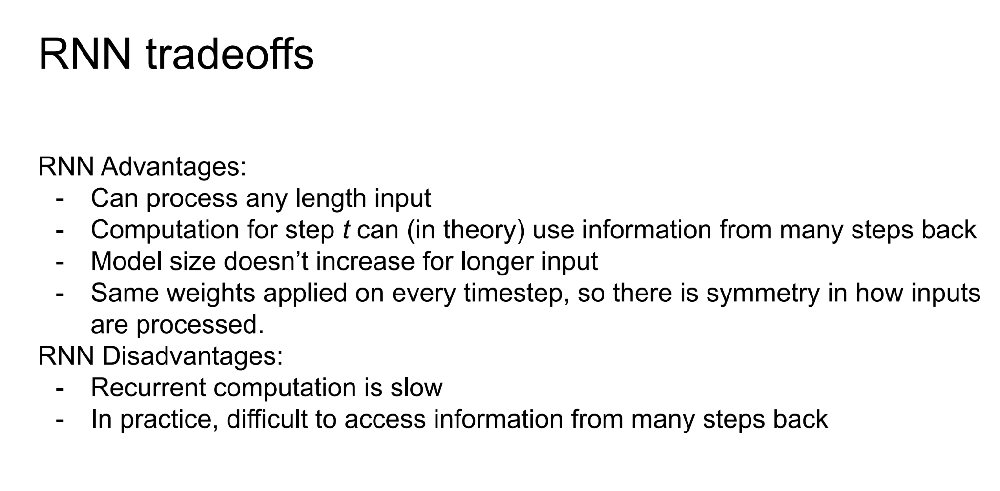 RNN tradeoffs
RNN Advantages:
- Can process any length input
- Computation for step t can (in theory) use information from many steps back
- Model size doesn’t increase for longer input
- Same weights applied on every timestep, so there is symmetry in how inputs
are processed.
RNN Disadvantages:
- Recurrent computation is slow
- In practice, difficult to access information from many steps back